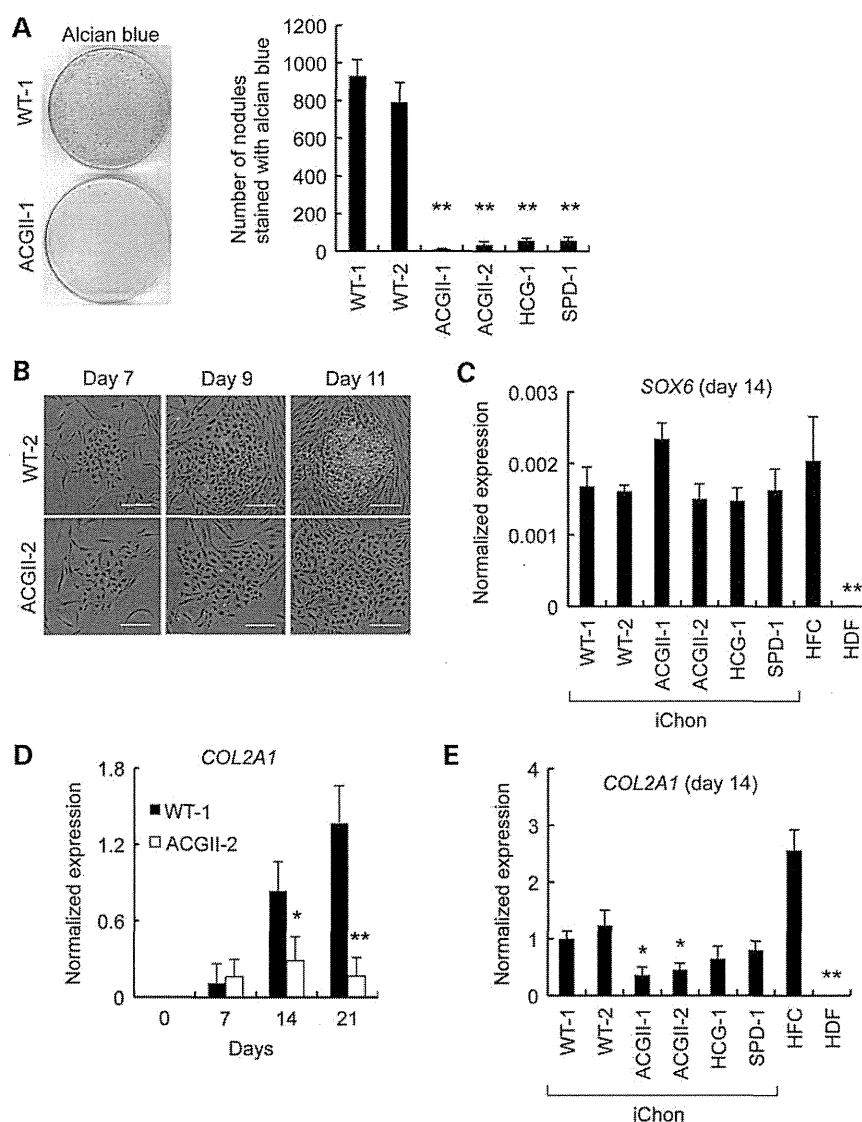 A
Alcian blue
WT-1
ACGII-1
Number of nodules
stained with alcian blue
1200
1000
800
600
400
200
0
** ** ** **
WT-1
WT-2
ACGII-1
ACGII-2
HCG-1
SPD-1
B
Day 7
Day 9
Day 11
WT-2
ACGII-2
C
SOX6 (day 14)
Normalized expression
0.003
0.002
0.001
0
**
WT-1
WT-2
ACGII-1
ACGII-2
HCG-1
SPD-1
HFC
HDF
iChon
D
COL2A1
Normalized expression
1.8
1.2
0.6
0
WT-1
ACGII-2
*
**
0 7 14 21
Days
E
COL2A1 (day 14)
Normalized expression
4
3
2
1
0
* *
**
WT-1
WT-2
ACGII-1
ACGII-2
HCG-1
SPD-1
HFC
HDF
iChon